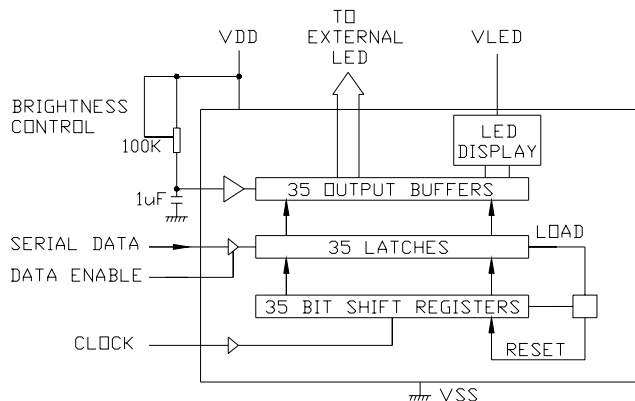 TO
EXTERNAL
LED
VDD
VLED
BRIGHTNESS
CONTROL
100K
LED
DISPLAY
1uF
35 OUTPUT BUFFERS
SERIAL DATA
35 LATCHES
LOAD
DATA ENABLE
35 BIT SHIFT REGISTERS
CLOCK
RESET
VSS